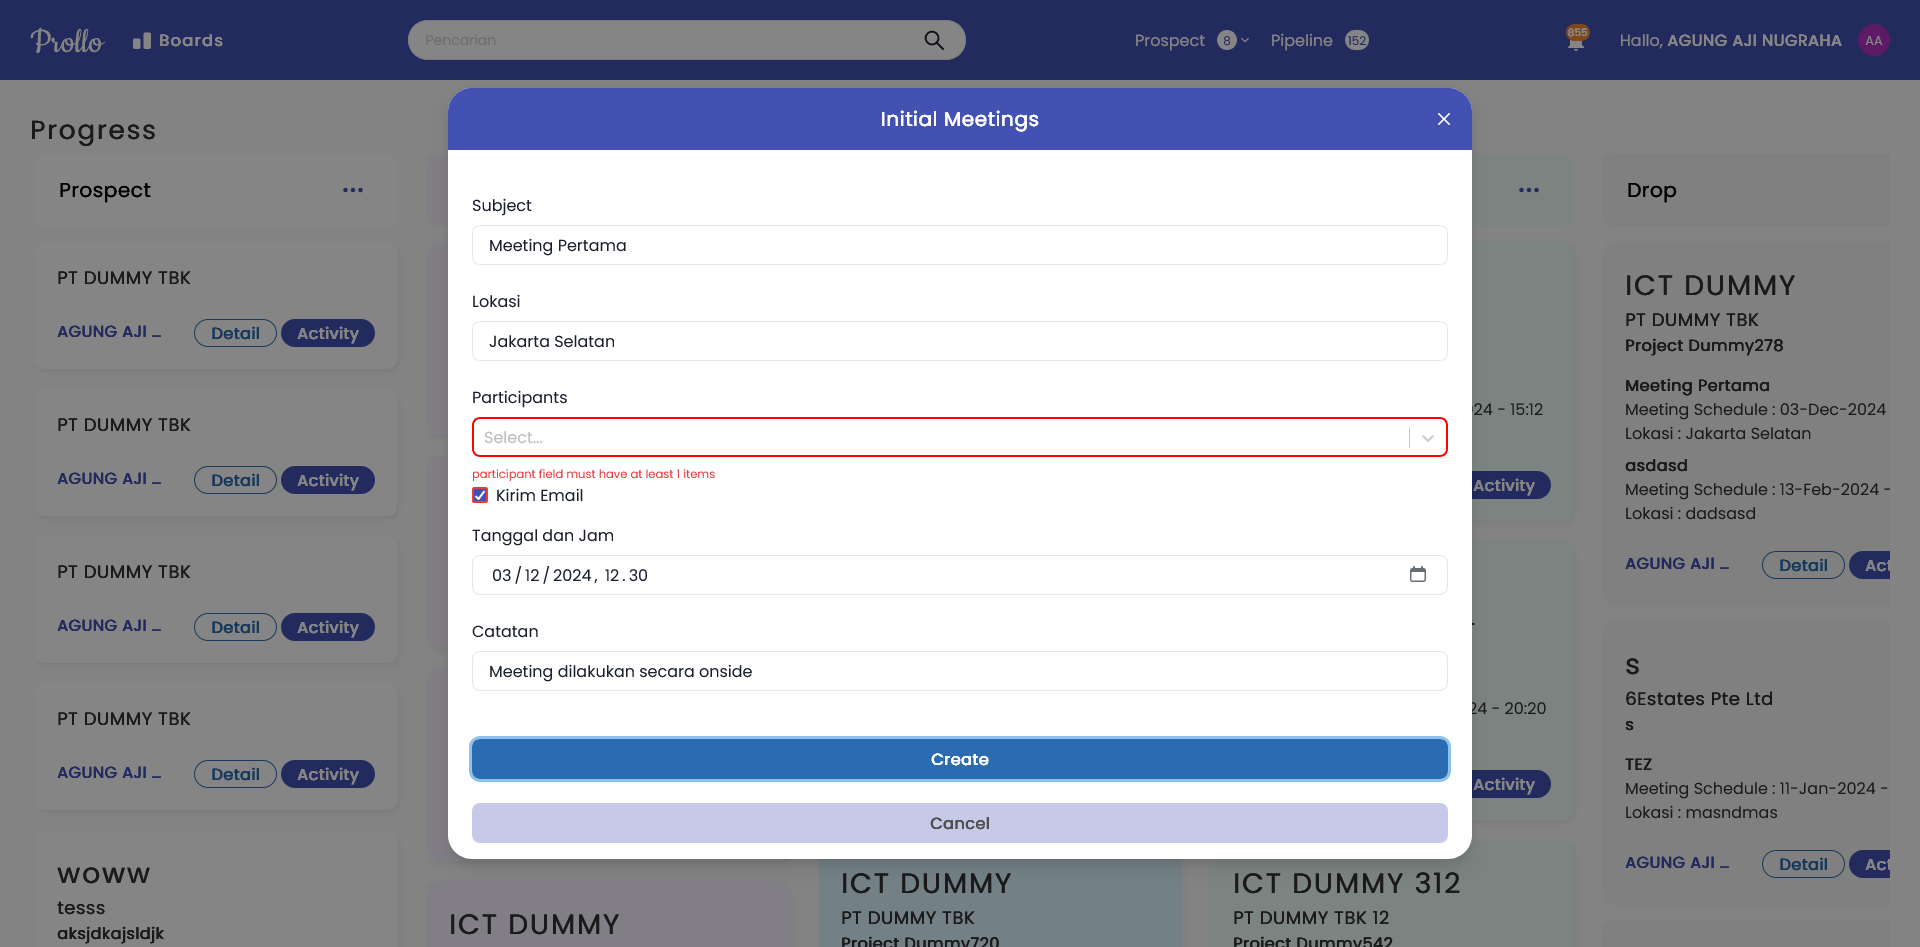 Prollo
Boards
Pencarian
Prospect 8
Pipeline 152
855
Hallo, AGUNG AJI NUGRAHA
AA
Progress
Prospect
PT DUMMY TBK
AGUNG AJI ...
Detail
Activity
PT DUMMY TBK
AGUNG AJI ...
Detail
Activity
PT DUMMY TBK
AGUNG AJI ...
Detail
Activity
PT DUMMY TBK
AGUNG AJI ...
Detail
Activity
WOWW
tesss
aksjdkajsldjk
Initial Meetings
Subject
Meeting Pertama
Lokasi
Jakarta Selatan
Participants
Select...
participant field must have at least 1 items
Kirim Email
Tanggal dan Jam
03/12/2024, 12.30
Catatan
Meeting dilakukan secara onside
Create
Cancel
ICT DUMMY
ICT DUMMY
PT DUMMY TBK
Project Dummy720
24 - 15:12
Activity
24 - 20:20
Activity
ICT DUMMY 312
PT DUMMY TBK 12
Project Dummy542
Drop
ICT DUMMY
PT DUMMY TBK
Project Dummy278
Meeting Pertama
Meeting Schedule : 03-Dec-2024
Lokasi : Jakarta Selatan
asdasd
Meeting Schedule : 13-Feb-2024 -
Lokasi : dadsasd
AGUNG AJI ...
Detail
Act
S
6Estates Pte Ltd
s
TEZ
Meeting Schedule : 11-Jan-2024 -
Lokasi : masndmas
AGUNG AJI ...
Detail
Act